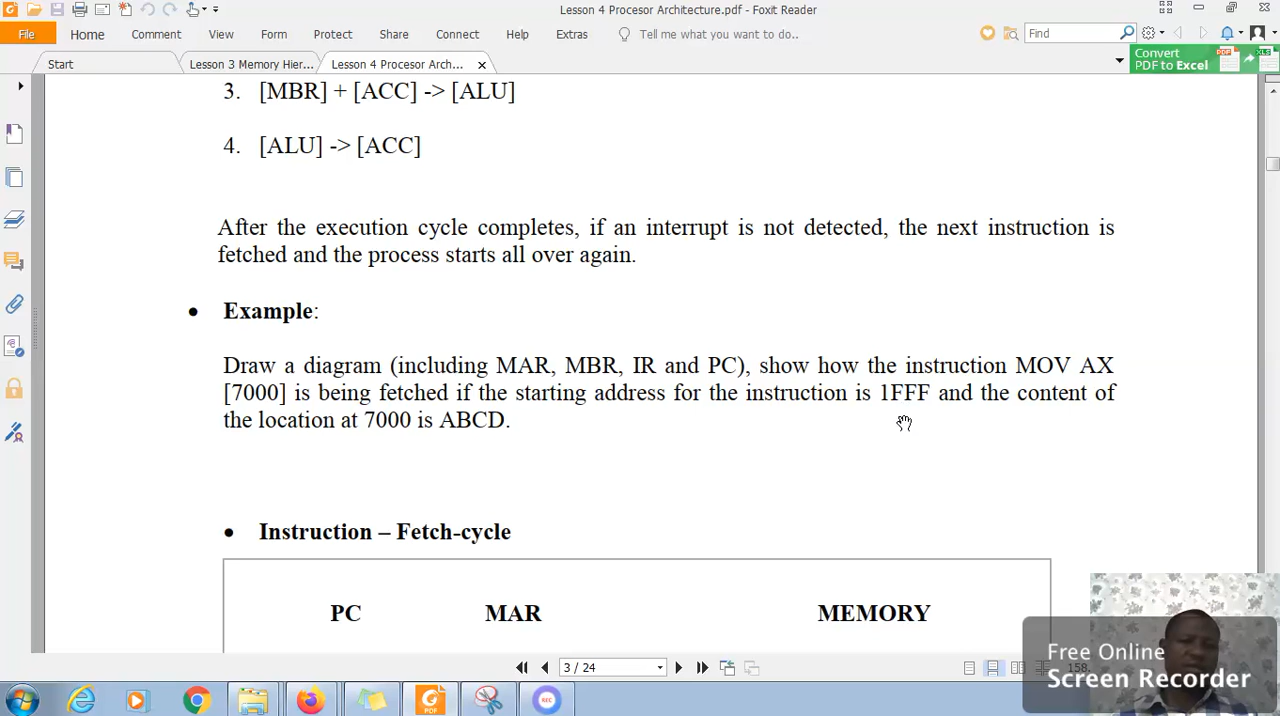 Lesson 4 Procesor Architecture.pdf - Foxit Reader
File Home Comment View Form Protect Share Connect Help Extras Tell me what you want to do.. Find
Start Lesson 3 Memory Hier... Lesson 4 Procesor Arch... Convert PDF to Excel
3. [MBR] + [ACC] -> [ALU]
4. [ALU] -> [ACC]
After the execution cycle completes, if an interrupt is not detected, the next instruction is
fetched and the process starts all over again.
• Example:
Draw a diagram (including MAR, MBR, IR and PC), show how the instruction MOV AX
[7000] is being fetched if the starting address for the instruction is 1FFF and the content of
the location at 7000 is ABCD.
• Instruction – Fetch-cycle
PC MAR MEMORY
Free Online
Screen Recorder
3 / 24 158.